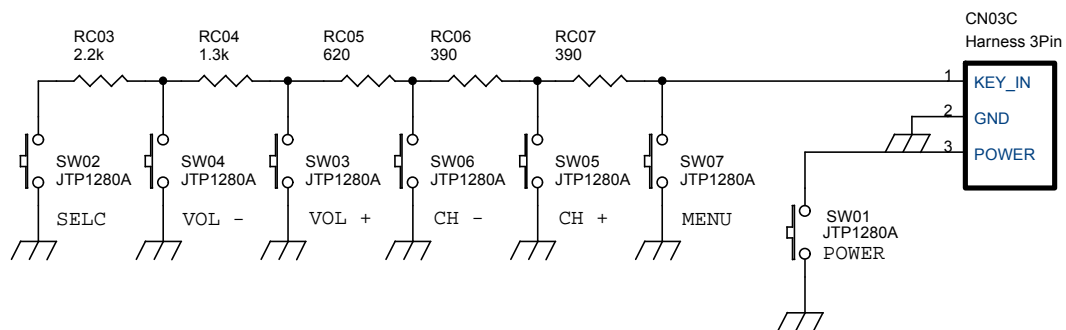 CN03C
Harness 3Pin
RC03
2.2k
RC04
1.3k
RC05
620
RC06
390
RC07
390
1
KEY_IN
2
GND
3
POWER
SW02
JTP1280A
SELC
SW04
JTP1280A
VOL -
SW03
JTP1280A
VOL +
SW06
JTP1280A
CH -
SW05
JTP1280A
CH +
SW07
JTP1280A
MENU
SW01
JTP1280A
POWER